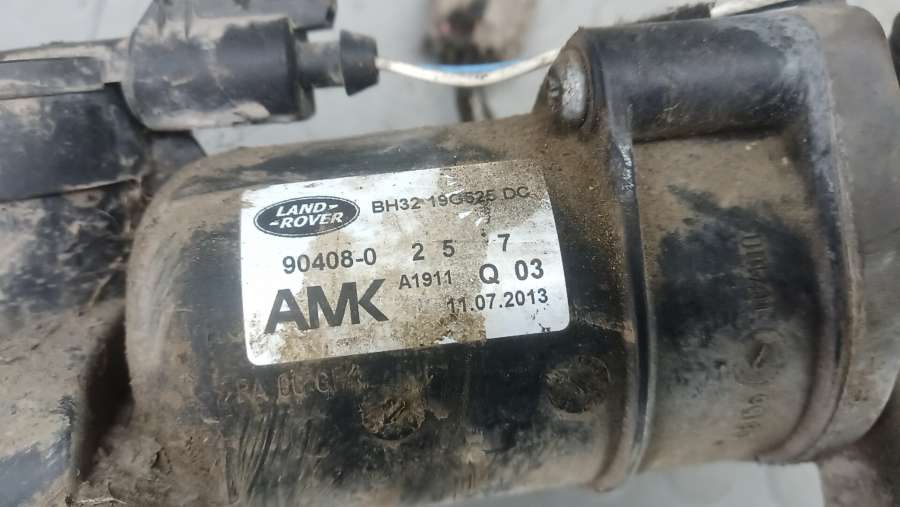 LAND-
-ROVER
BH32 19G525 DC
90408-0 2 5 7
AMK A1911 Q 03
11.07.2013